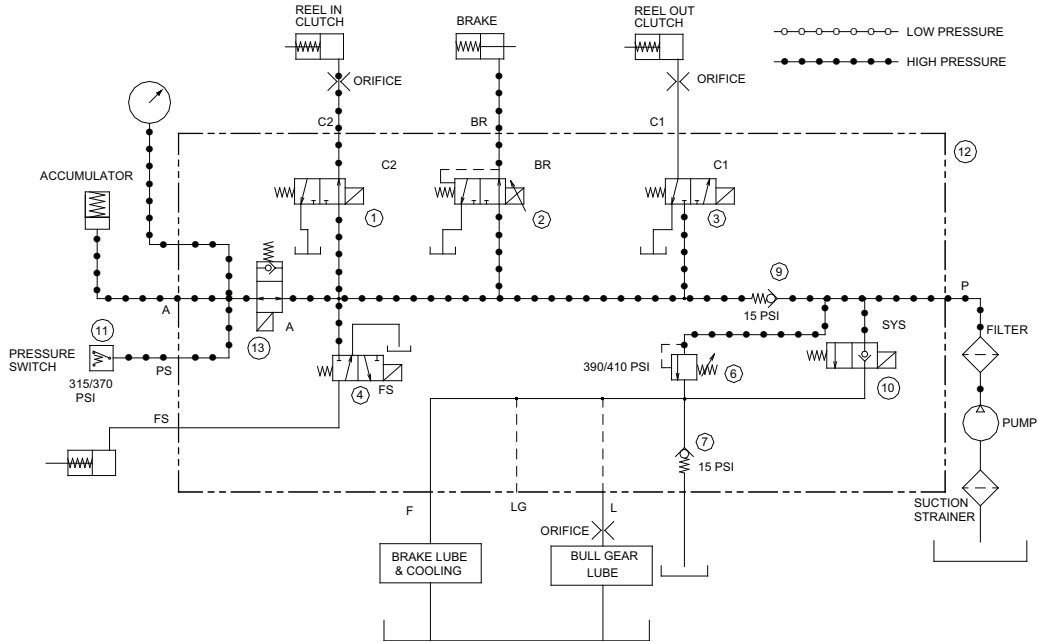 REEL IN
CLUTCH
BRAKE
REEL OUT
CLUTCH
LOW PRESSURE
HIGH PRESSURE
ORIFICE
ORIFICE
C2
BR
C1
C2
BR
C1
12
ACCUMULATOR
1
2
3
9
P
15 PSI
SYS
A
A
13
11
PRESSURE
SWITCH
315/370
PSI
PS
FILTER
390/410 PSI
6
10
4
FS
FS
PUMP
7
15 PSI
SUCTION
STRAINER
F
LG
L
ORIFICE
BRAKE LUBE
& COOLING
BULL GEAR
LUBE